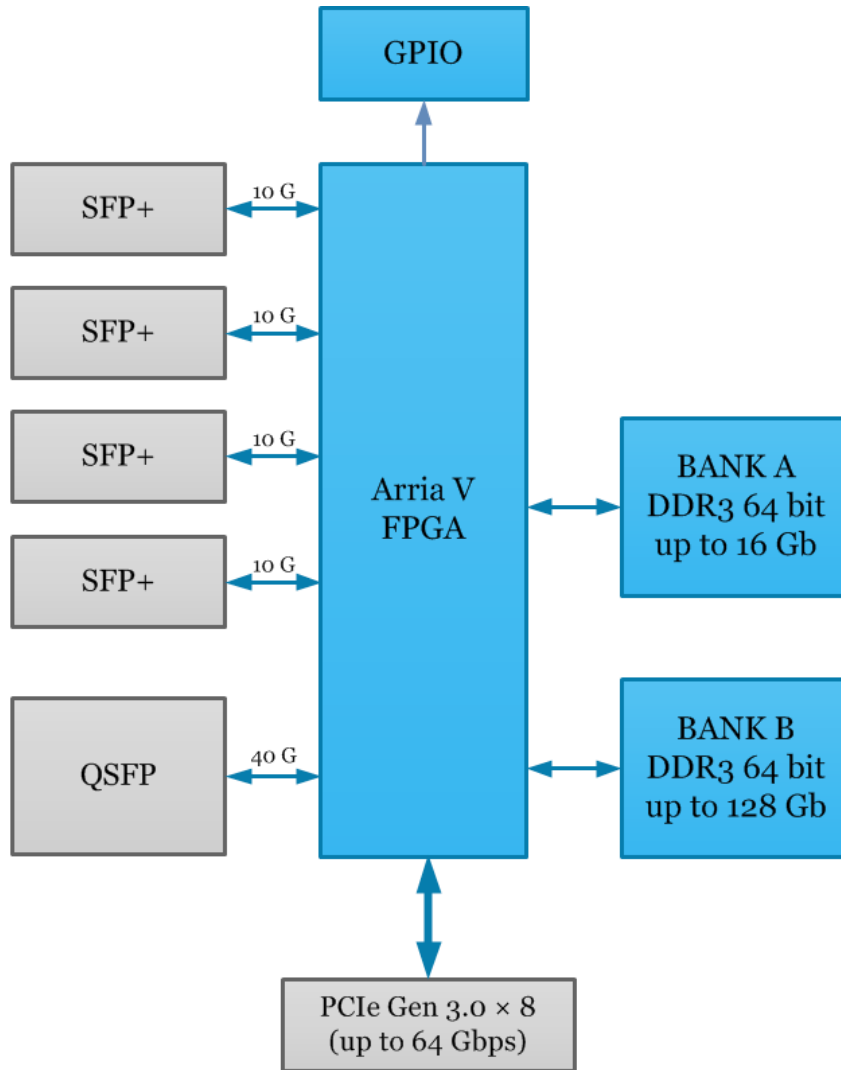 GPIO
SFP+
10 G
SFP+
10 G
SFP+
10 G
SFP+
10 G
QSFP
40 G
Arria V
FPGA
BANK A
DDR3 64 bit
up to 16 Gb
BANK B
DDR3 64 bit
up to 128 Gb
PCIe Gen 3.0 × 8
(up to 64 Gbps)